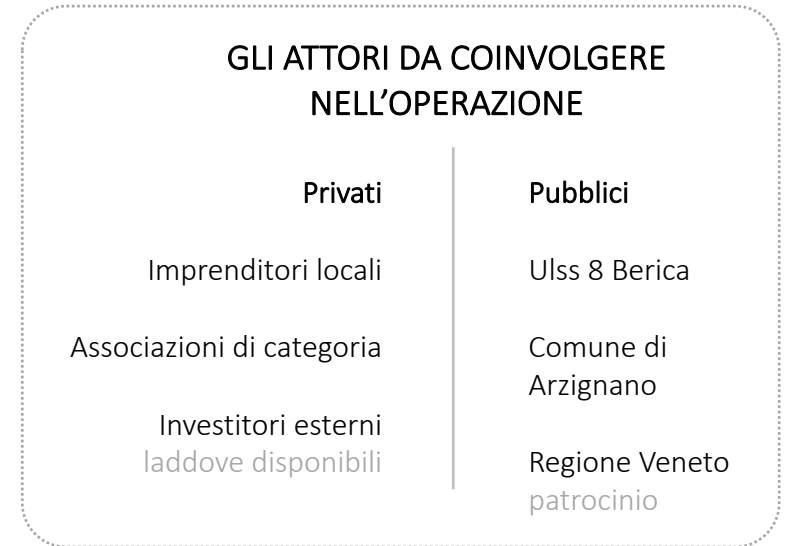 GLI ATTORI DA COINVOLGERE
NELL’OPERAZIONE
Privati
Imprenditori locali
Associazioni di categoria
Investitori esterni
laddove disponibili
Pubblici
Ulss 8 Berica
Comune di
Arzignano
Regione Veneto
patrocinio